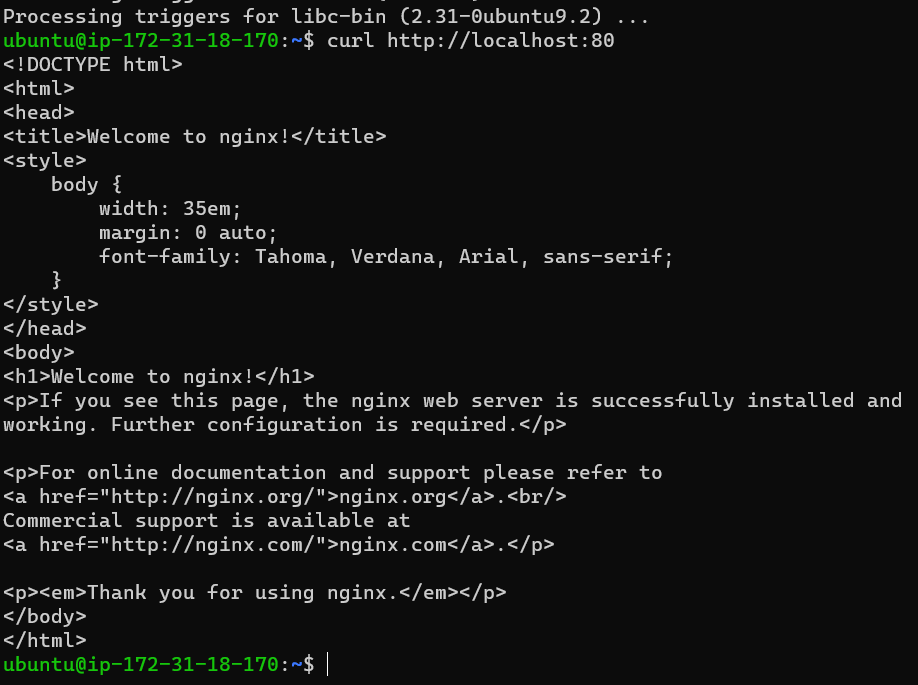 Processing triggers for libc-bin (2.31-0ubuntu9.2) ...
ubuntu@ip-172-31-18-170:~$ curl http://localhost:80
<!DOCTYPE html>
<html>
<head>
<title>Welcome to nginx!</title>
<style>
    body {
        width: 35em;
        margin: 0 auto;
        font-family: Tahoma, Verdana, Arial, sans-serif;
    }
</style>
</head>
<body>
<h1>Welcome to nginx!</h1>
<p>If you see this page, the nginx web server is successfully installed and
working. Further configuration is required.</p>

<p>For online documentation and support please refer to
<a href="http://nginx.org/">nginx.org</a>.<br/>
Commercial support is available at
<a href="http://nginx.com/">nginx.com</a>.</p>

<p><em>Thank you for using nginx.</em></p>
</body>
</html>
ubuntu@ip-172-31-18-170:~$